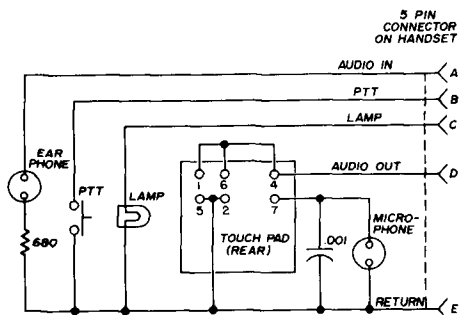 5 PIN
CONNECTOR
ON HANDSET
AUDIO IN
A
PTT
B
LAMP
C
EAR
PHONE
PTT
LAMP
1 6 4
AUDIO OUT
D
5 2 7
MICRO-
PHONE
680
TOUCH PAD
(REAR)
.001
RETURN
E